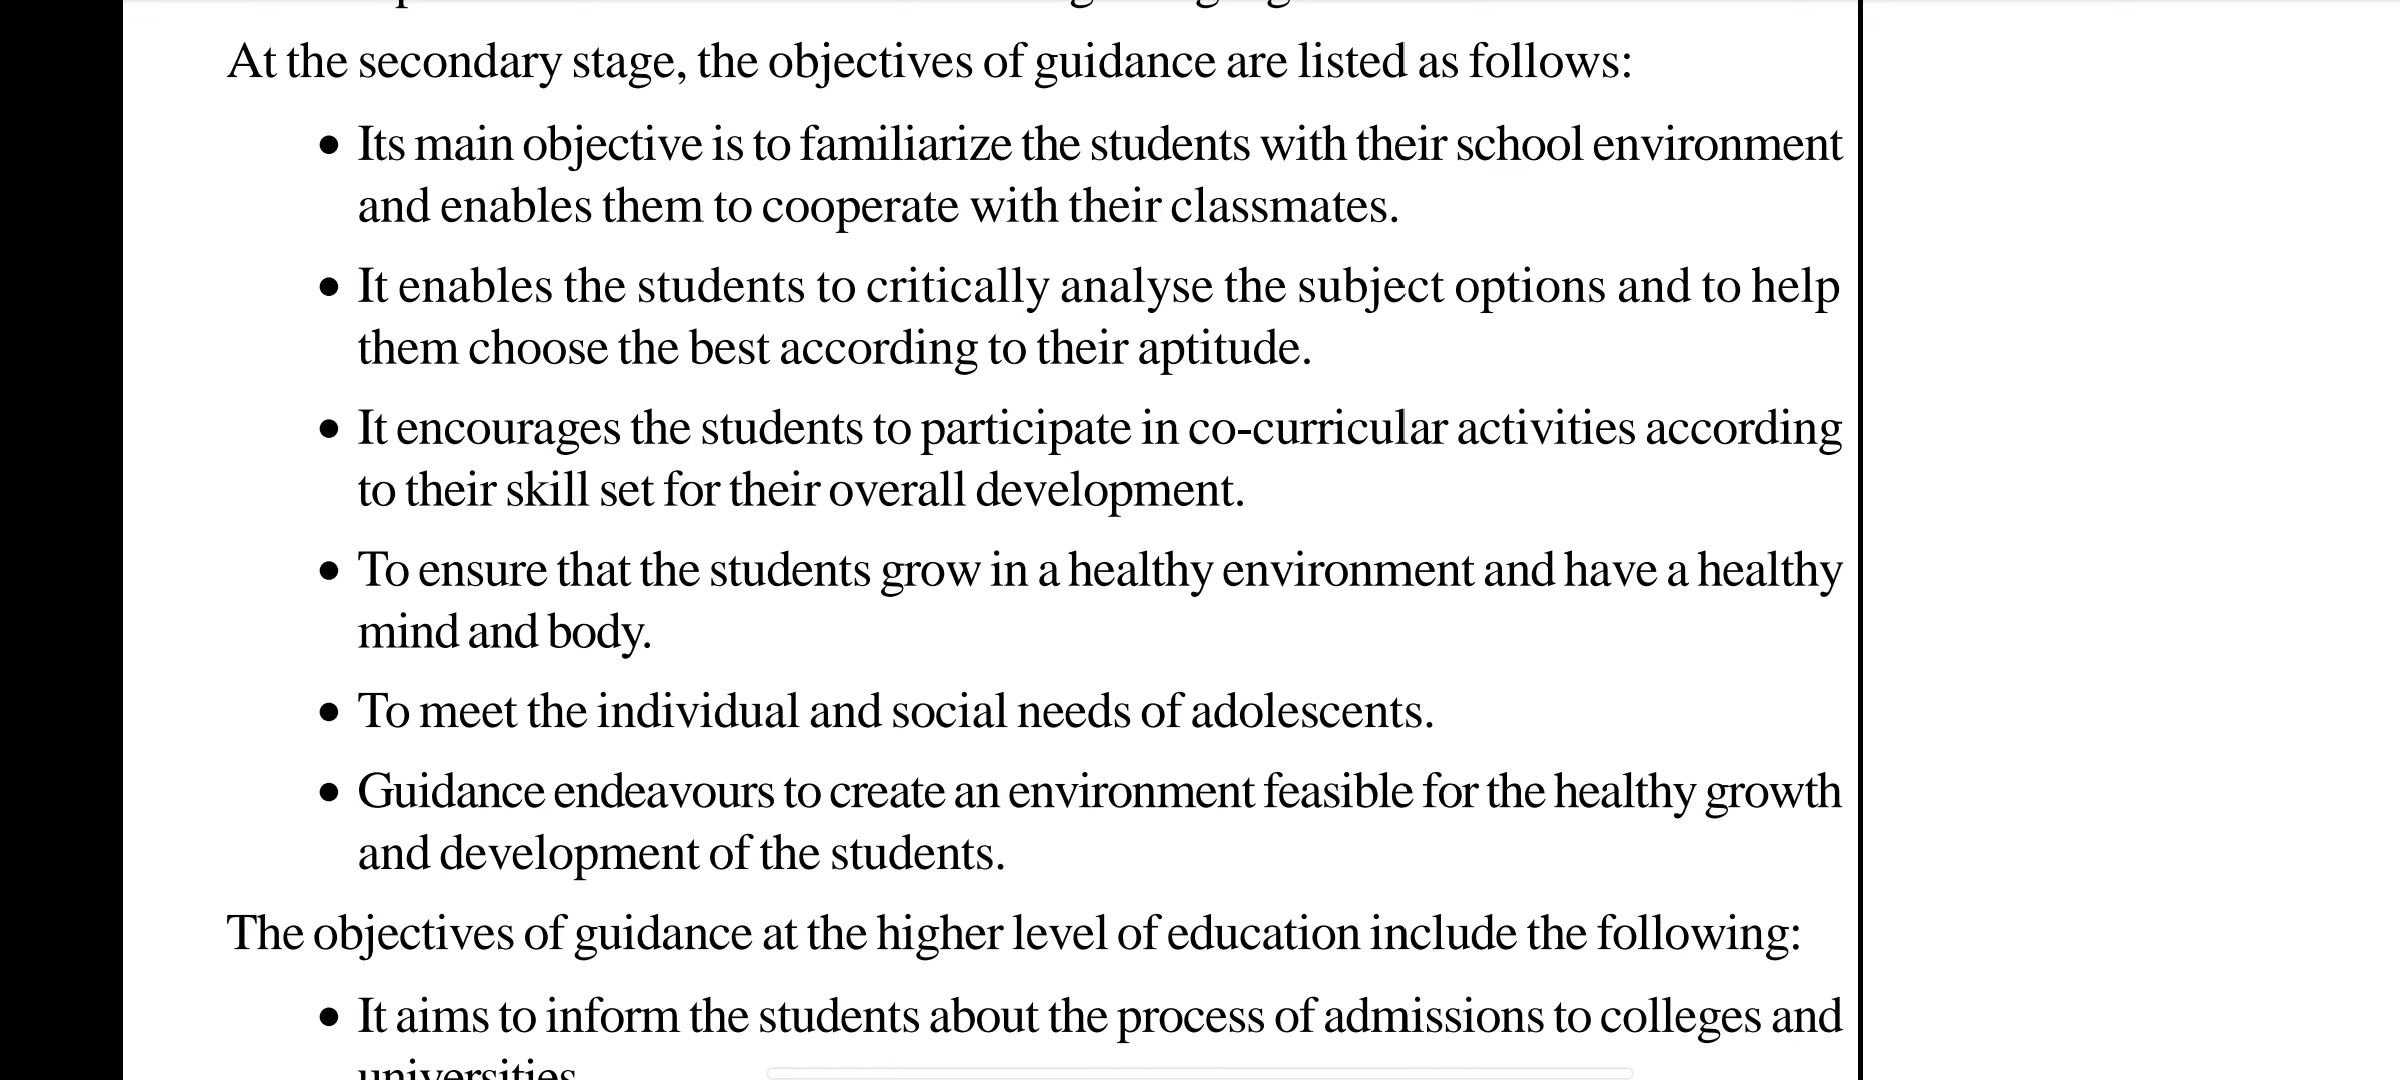 At the secondary stage, the objectives of guidance are listed as follows:
• Its main objective is to familiarize the students with their school environment
and enables them to cooperate with their classmates.
• It enables the students to critically analyse the subject options and to help
them choose the best according to their aptitude.
• It encourages the students to participate in co-curricular activities according
to their skill set for their overall development.
• To ensure that the students grow in a healthy environment and have a healthy
mind and body.
• To meet the individual and social needs of adolescents.
• Guidance endeavours to create an environment feasible for the healthy growth
and development of the students.
The objectives of guidance at the higher level of education include the following:
• It aims to inform the students about the process of admissions to colleges and
universities.